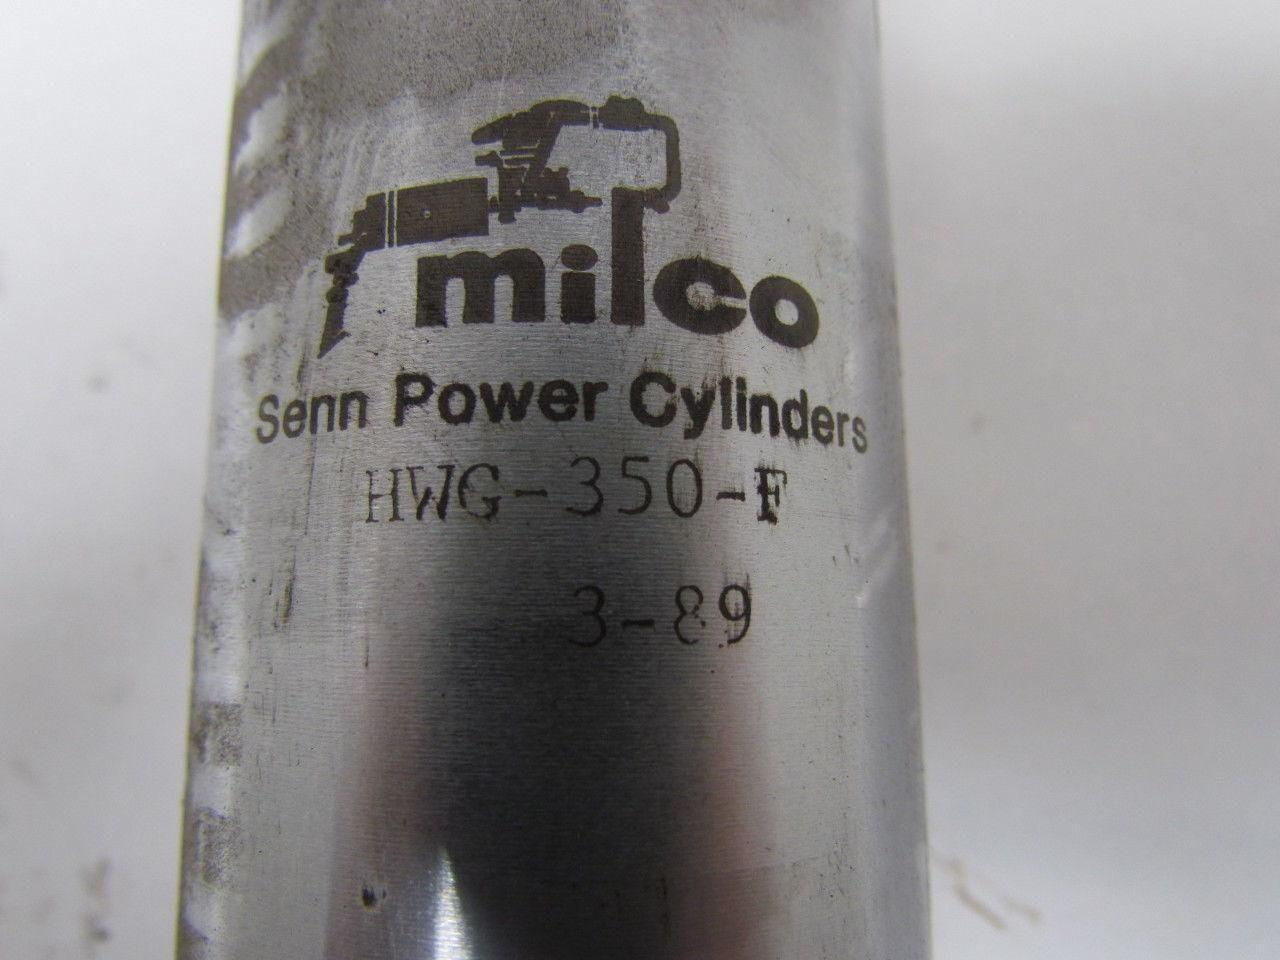 milco
Senn Power Cylinders
HWG-350-F
3-89